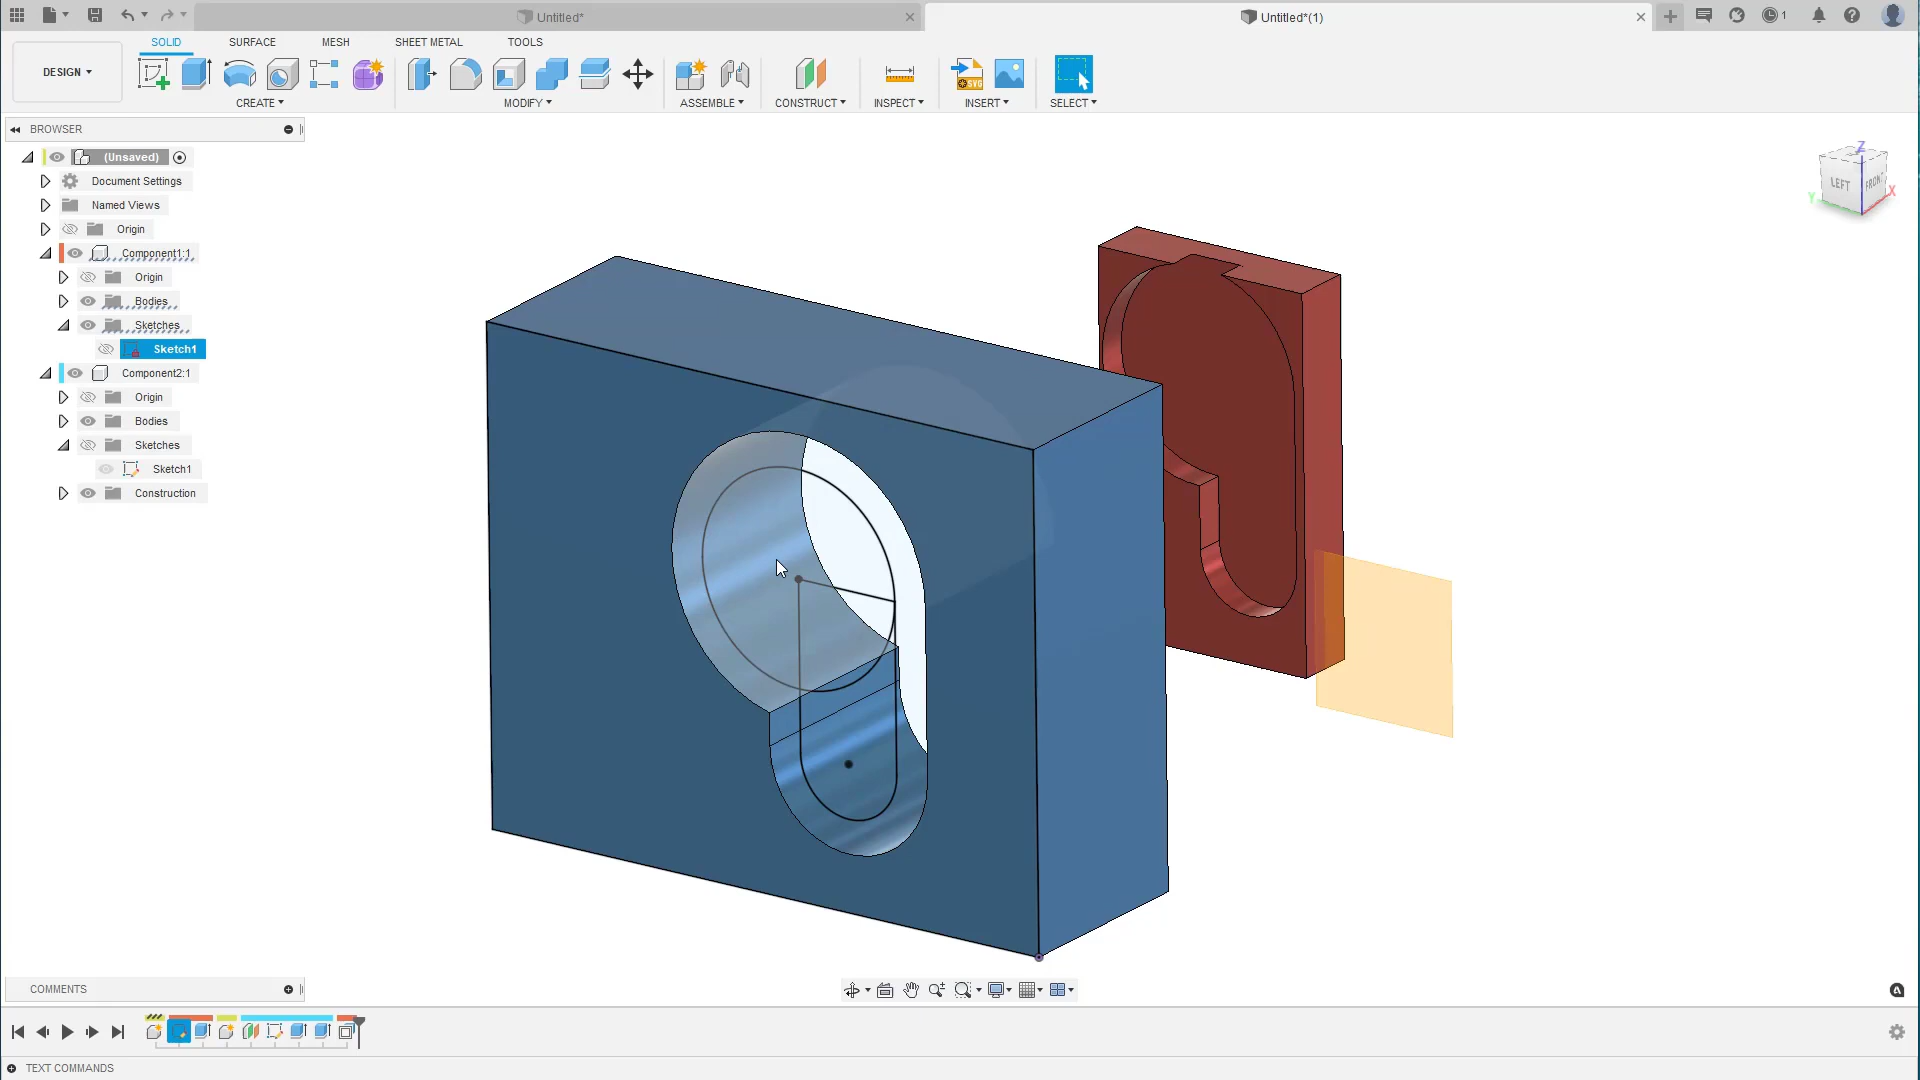 Untitled*
Untitled*(1)
1
SOLID
SURFACE
MESH
SHEET METAL
TOOLS
DESIGN
CREATE
MODIFY
ASSEMBLE
CONSTRUCT
INSPECT
SVG
INSERT
SELECT
BROWSER
(Unsaved)
Document Settings
Named Views
Origin
Component1:1
Origin
Bodies
Sketches
Sketch1
Component2:1
Origin
Bodies
Sketches
Sketch1
Construction
Z
LEFT
FRONT
Y
X
COMMENTS
TEXT COMMANDS